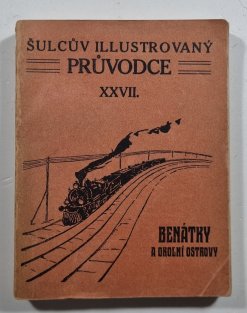 ŠULCŮV ILLUSTROVANÝ
PRŮVODCE
XXVII.
BENÁTKY
A OKOLNÍ OSTROVY